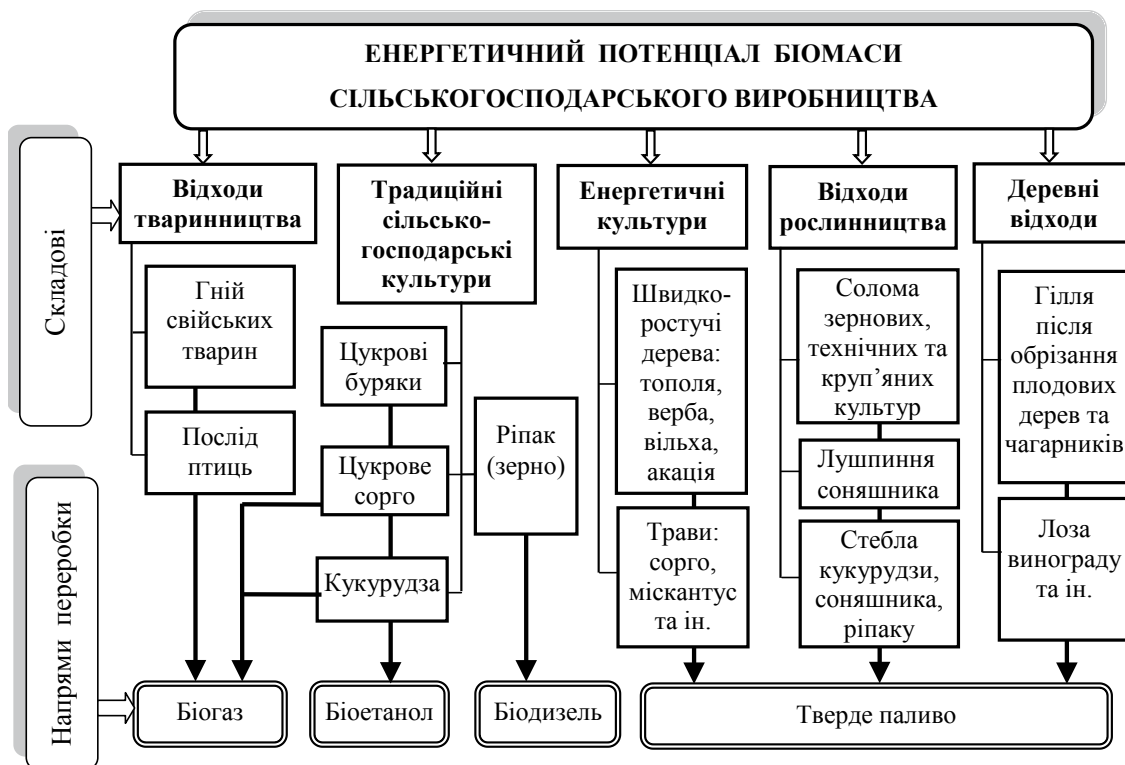 ЕНЕРГЕТИЧНИЙ ПОТЕНЦІАЛ БІОМАСИ
СІЛЬСЬКОГОСПОДАРСЬКОГО ВИРОБНИЦТВА
Складові
Відходи
тваринництва
Традиційні
сільсько-
господарські
культури
Енергетичні
культури
Відходи
рослинництва
Деревні
відходи
Гній
свійських
тварин
Послід
птиць
Цукрові
буряки
Цукрове
сорго
Кукурудза
Ріпак
(зерно)
Швидко-
ростучі
дерева:
тополя,
верба,
вільха,
акація
Трави:
сорго,
міскантус
та ін.
Солома
зернових,
технічних та
круп’яних
культур
Лушпиння
соняшника
Стебла
кукурудзи,
соняшника,
ріпаку
Гілля
після
обрізання
плодових
дерев та
чагарників
Лоза
винограду
та ін.
Напрями переробки
Біогаз
Біоетанол
Біодизель
Тверде паливо